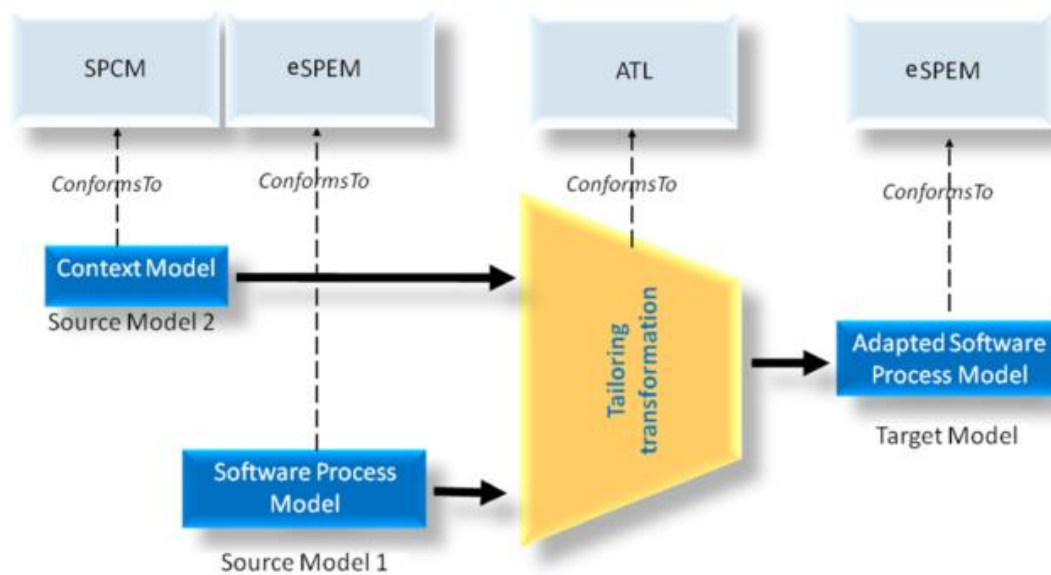 SPCM
eSPEM
ATL
eSPEM
ConformsTo
ConformsTo
ConformsTo
ConformsTo
Context Model
Source Model 2
Tailoring
transformation
Adapted Software
Process Model
Target Model
Software Process
Model
Source Model 1